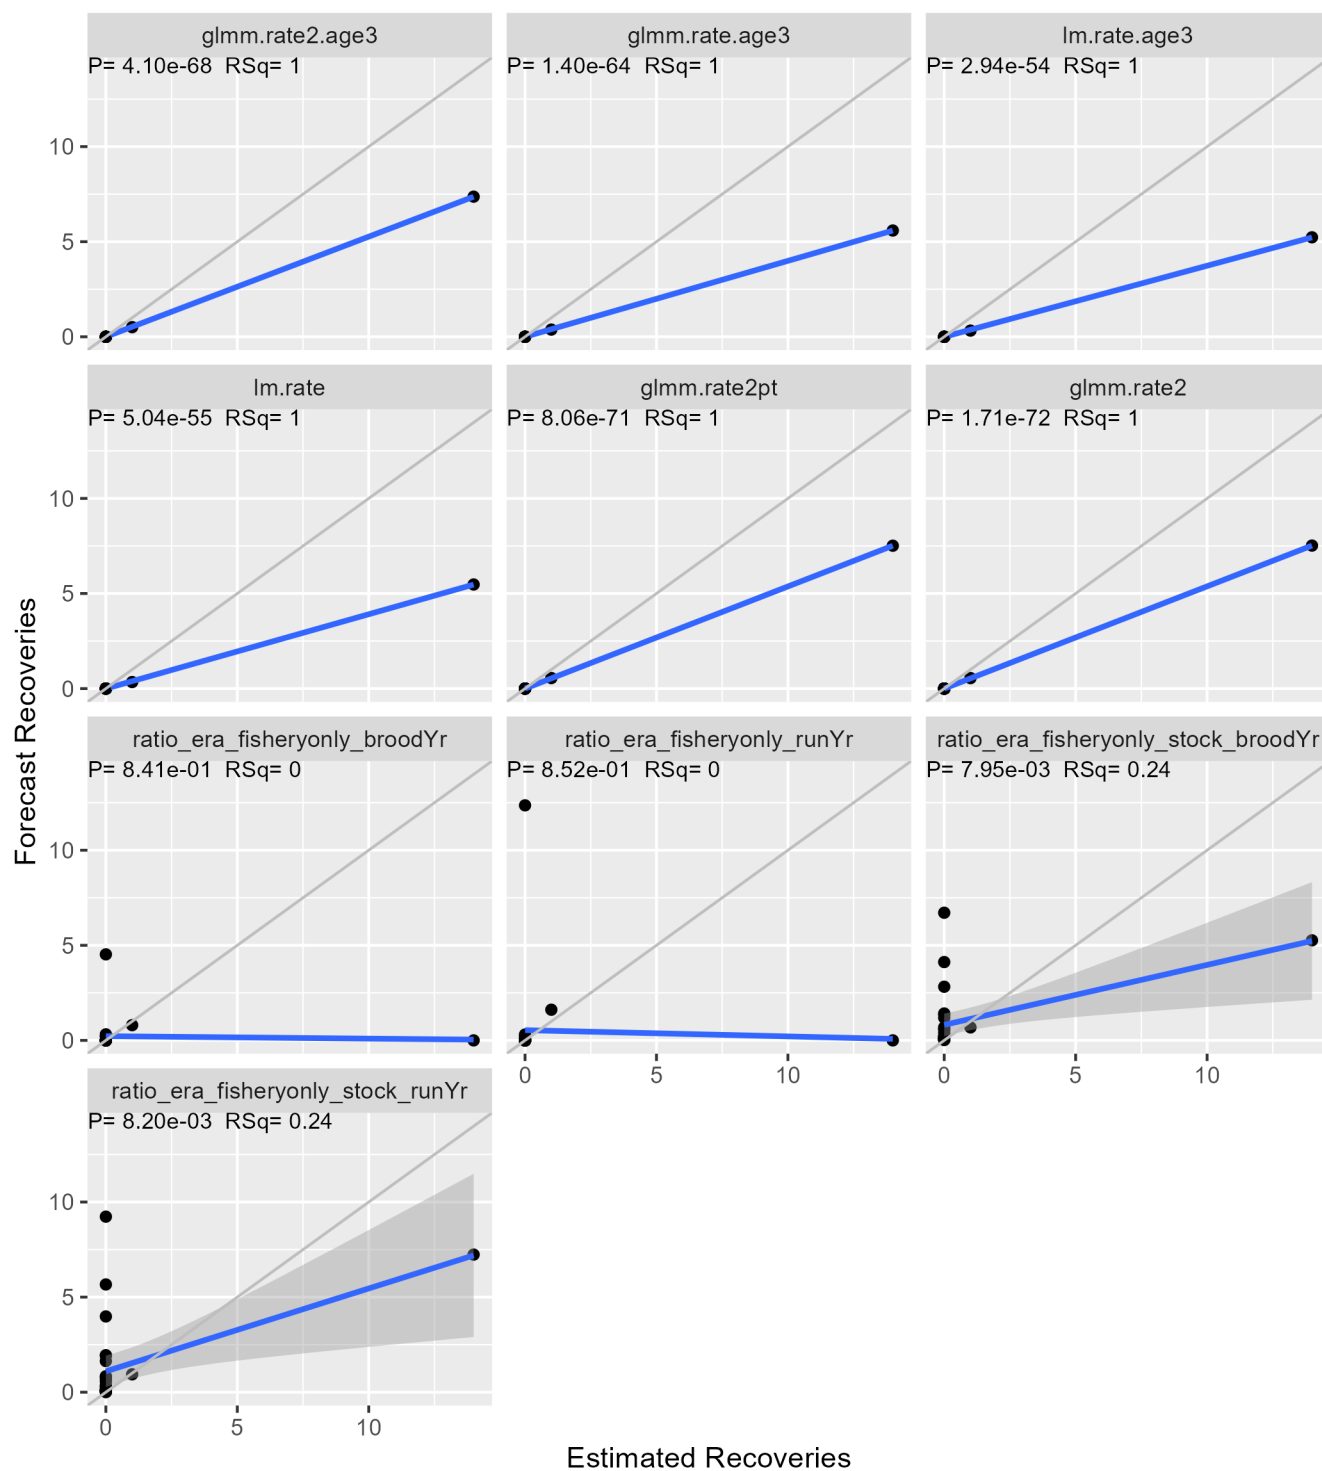 glmm.rate2.age3
glmm.rate.age3
lm.rate.age3
P= 4.10e-68  RSq= 1
P= 1.40e-64  RSq= 1
P= 2.94e-54  RSq= 1
10
5
0
lm.rate
glmm.rate2pt
glmm.rate2
P= 5.04e-55  RSq= 1
P= 8.06e-71  RSq= 1
P= 1.71e-72  RSq= 1
10
5
0
ratio_era_fisheryonly_broodYr
ratio_era_fisheryonly_runYr
ratio_era_fisheryonly_stock_broodYr
P= 8.41e-01  RSq= 0
P= 8.52e-01  RSq= 0
P= 7.95e-03  RSq= 0.24
10
5
0
0 5 10
0 5 10
ratio_era_fisheryonly_stock_runYr
P= 8.20e-03  RSq= 0.24
10
5
0
0 5 10
Forecast Recoveries
Estimated Recoveries